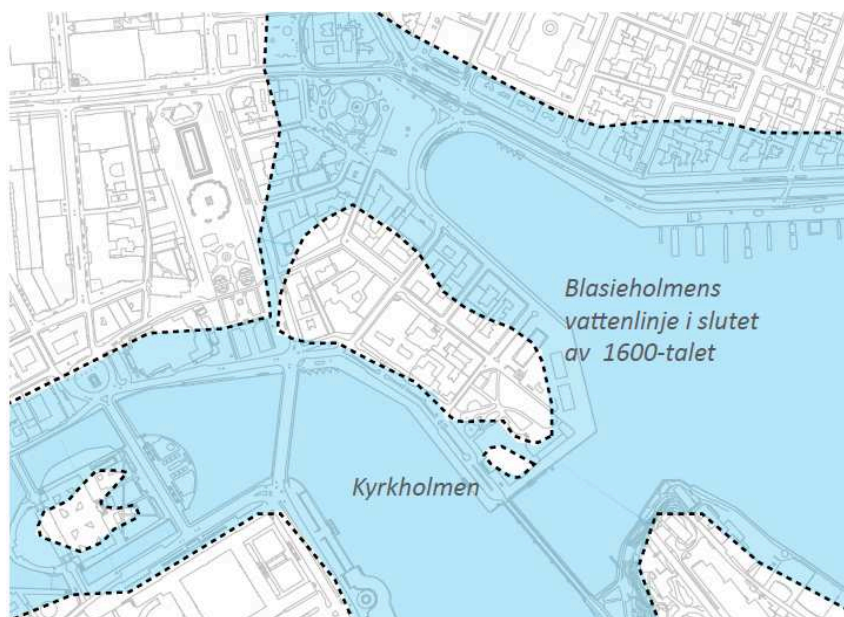 Blasieholmens
vattenlinje i slutet
av 1600-talet
Kyrkholmen